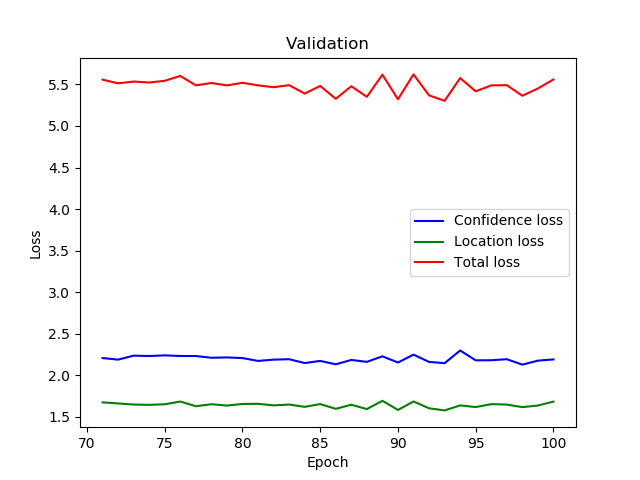 Validation
5.5
5.0
4.5
4.0
3.5
3.0
2.5
2.0
1.5
Loss
Confidence loss
Location loss
Total loss
70 75 80 85 90 95 100
Epoch